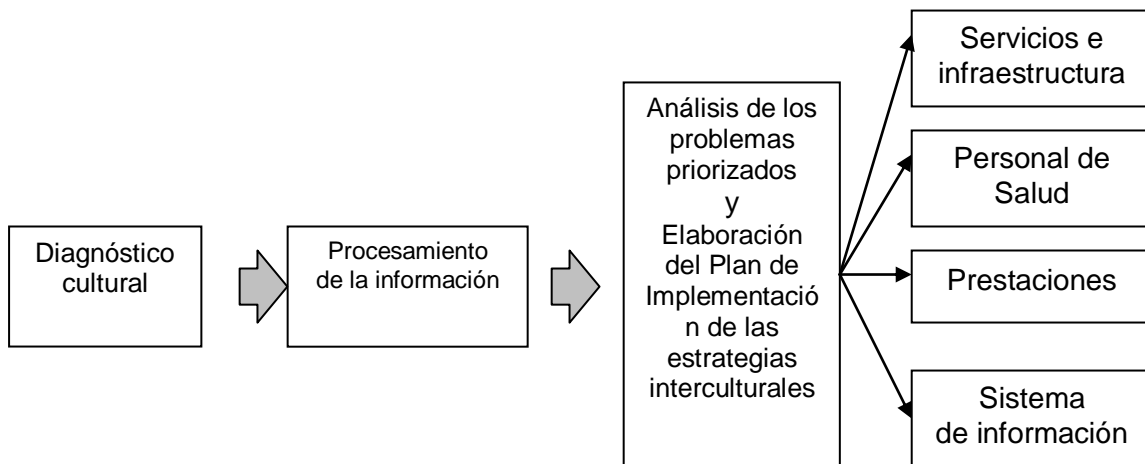 Diagnóstico
cultural
Procesamiento
de la información
Análisis de los
problemas
priorizados
y
Elaboración
del Plan de
Implementació
n de las
estrategias
interculturales
Servicios e
infraestructura
Personal de
Salud
Prestaciones
Sistema
de información